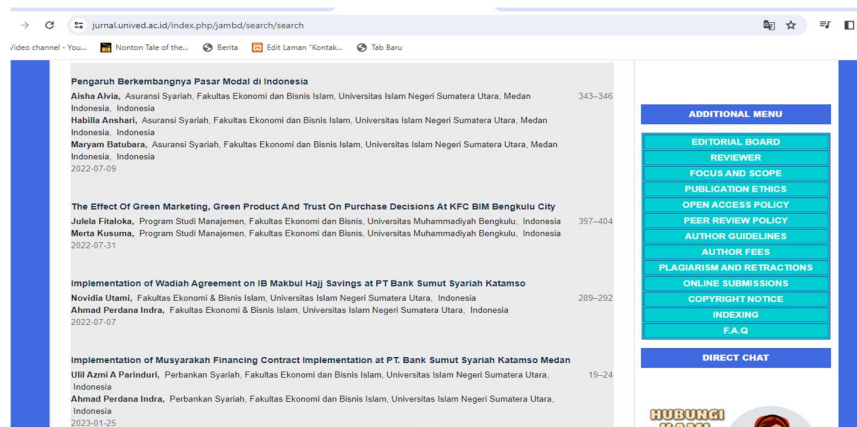 jurnal.unived.ac.id/index.php/jambd/search/search
Video channel - You... Nonton Tale of the... Berita Edit Laman "Kontak... Tab Baru
Pengaruh Berkembangnya Pasar Modal di Indonesia
Aisha Alvia, Asuransi Syariah, Fakultas Ekonomi dan Bisnis Islam, Universitas Islam Negeri Sumatera Utara, Medan 343–346
Indonesia, Indonesia
Habilla Anshari, Asuransi Syariah, Fakultas Ekonomi dan Bisnis Islam, Universitas Islam Negeri Sumatera Utara, Medan
Indonesia, Indonesia
Maryam Batubara, Asuransi Syariah, Fakultas Ekonomi dan Bisnis Islam, Universitas Islam Negeri Sumatera Utara, Medan
Indonesia, Indonesia
2022-07-09
The Effect Of Green Marketing, Green Product And Trust On Purchase Decisions At KFC BIM Bengkulu City
Julela Fitaloka, Program Studi Manajemen, Fakultas Ekonomi dan Bisnis, Universitas Muhammadiyah Bengkulu, Indonesia 397–404
Merta Kusuma, Program Studi Manajemen, Fakultas Ekonomi dan Bisnis, Universitas Muhammadiyah Bengkulu, Indonesia
2022-07-31
Implementation of Wadiah Agreement on IB Makbul Hajj Savings at PT Bank Sumut Syariah Katamso
Novidia Utami, Fakultas Ekonomi & Bisnis Islam, Universitas Islam Negeri Sumatera Utara, Indonesia 289–292
Ahmad Perdana Indra, Fakultas Ekonomi & Bisnis Islam, Universitas Islam Negeri Sumatera Utara, Indonesia
2022-07-07
Implementation of Musyarakah Financing Contract Implementation at PT. Bank Sumut Syariah Katamso Medan
Ulil Azmi A Parinduri, Perbankan Syariah, Fakultas Ekonomi dan Bisnis Islam, Universitas Islam Negeri Sumatera Utara, 19–24
Indonesia
Ahmad Perdana Indra, Perbankan Syariah, Fakultas Ekonomi dan Bisnis Islam, Universitas Islam Negeri Sumatera Utara,
Indonesia
2023-01-25
ADDITIONAL MENU
EDITORIAL BOARD
REVIEWER
FOCUS AND SCOPE
PUBLICATION ETHICS
OPEN ACCESS POLICY
PEER REVIEW POLICY
AUTHOR GUIDELINES
AUTHOR FEES
PLAGIARISM AND RETRACTIONS
ONLINE SUBMISSIONS
COPYRIGHT NOTICE
INDEXING
F.A.Q
DIRECT CHAT
HUBUNGI